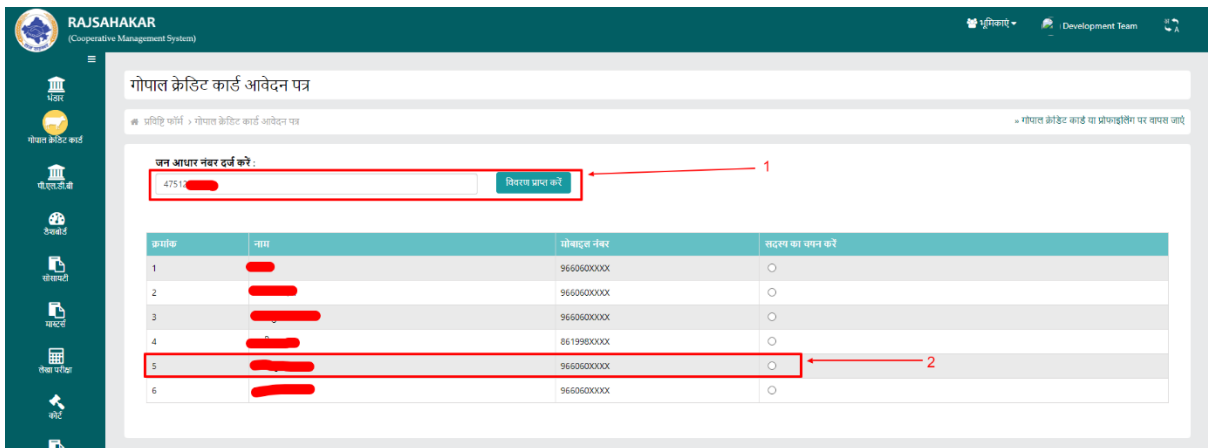 RAJSAHAKAR
(Cooperative Management System)
भूमिकाएं
Development Team
भंडार
गोपाल क्रेडिट कार्ड
पी.एल.डी.बी
डैशबोर्ड
सोसायटी
मास्टर्स
लेखा परीक्षा
कोर्ट
गोपाल क्रेडिट कार्ड आवेदन पत्र
प्रविष्टि फॉर्म > गोपाल क्रेडिट कार्ड आवेदन पत्र
» गोपाल क्रेडिट कार्ड या प्रोफाइलिंग पर वापस जाएं
जन आधार नंबर दर्ज करें :
4751
विवरण प्राप्त करें
1
क्रमांक नाम मोबाइल नंबर सदस्य का चयन करें
1 966060XXXX
2 966060XXXX
3 966060XXXX
4 861998XXXX
5 966060XXXX
2
6 966060XXXX